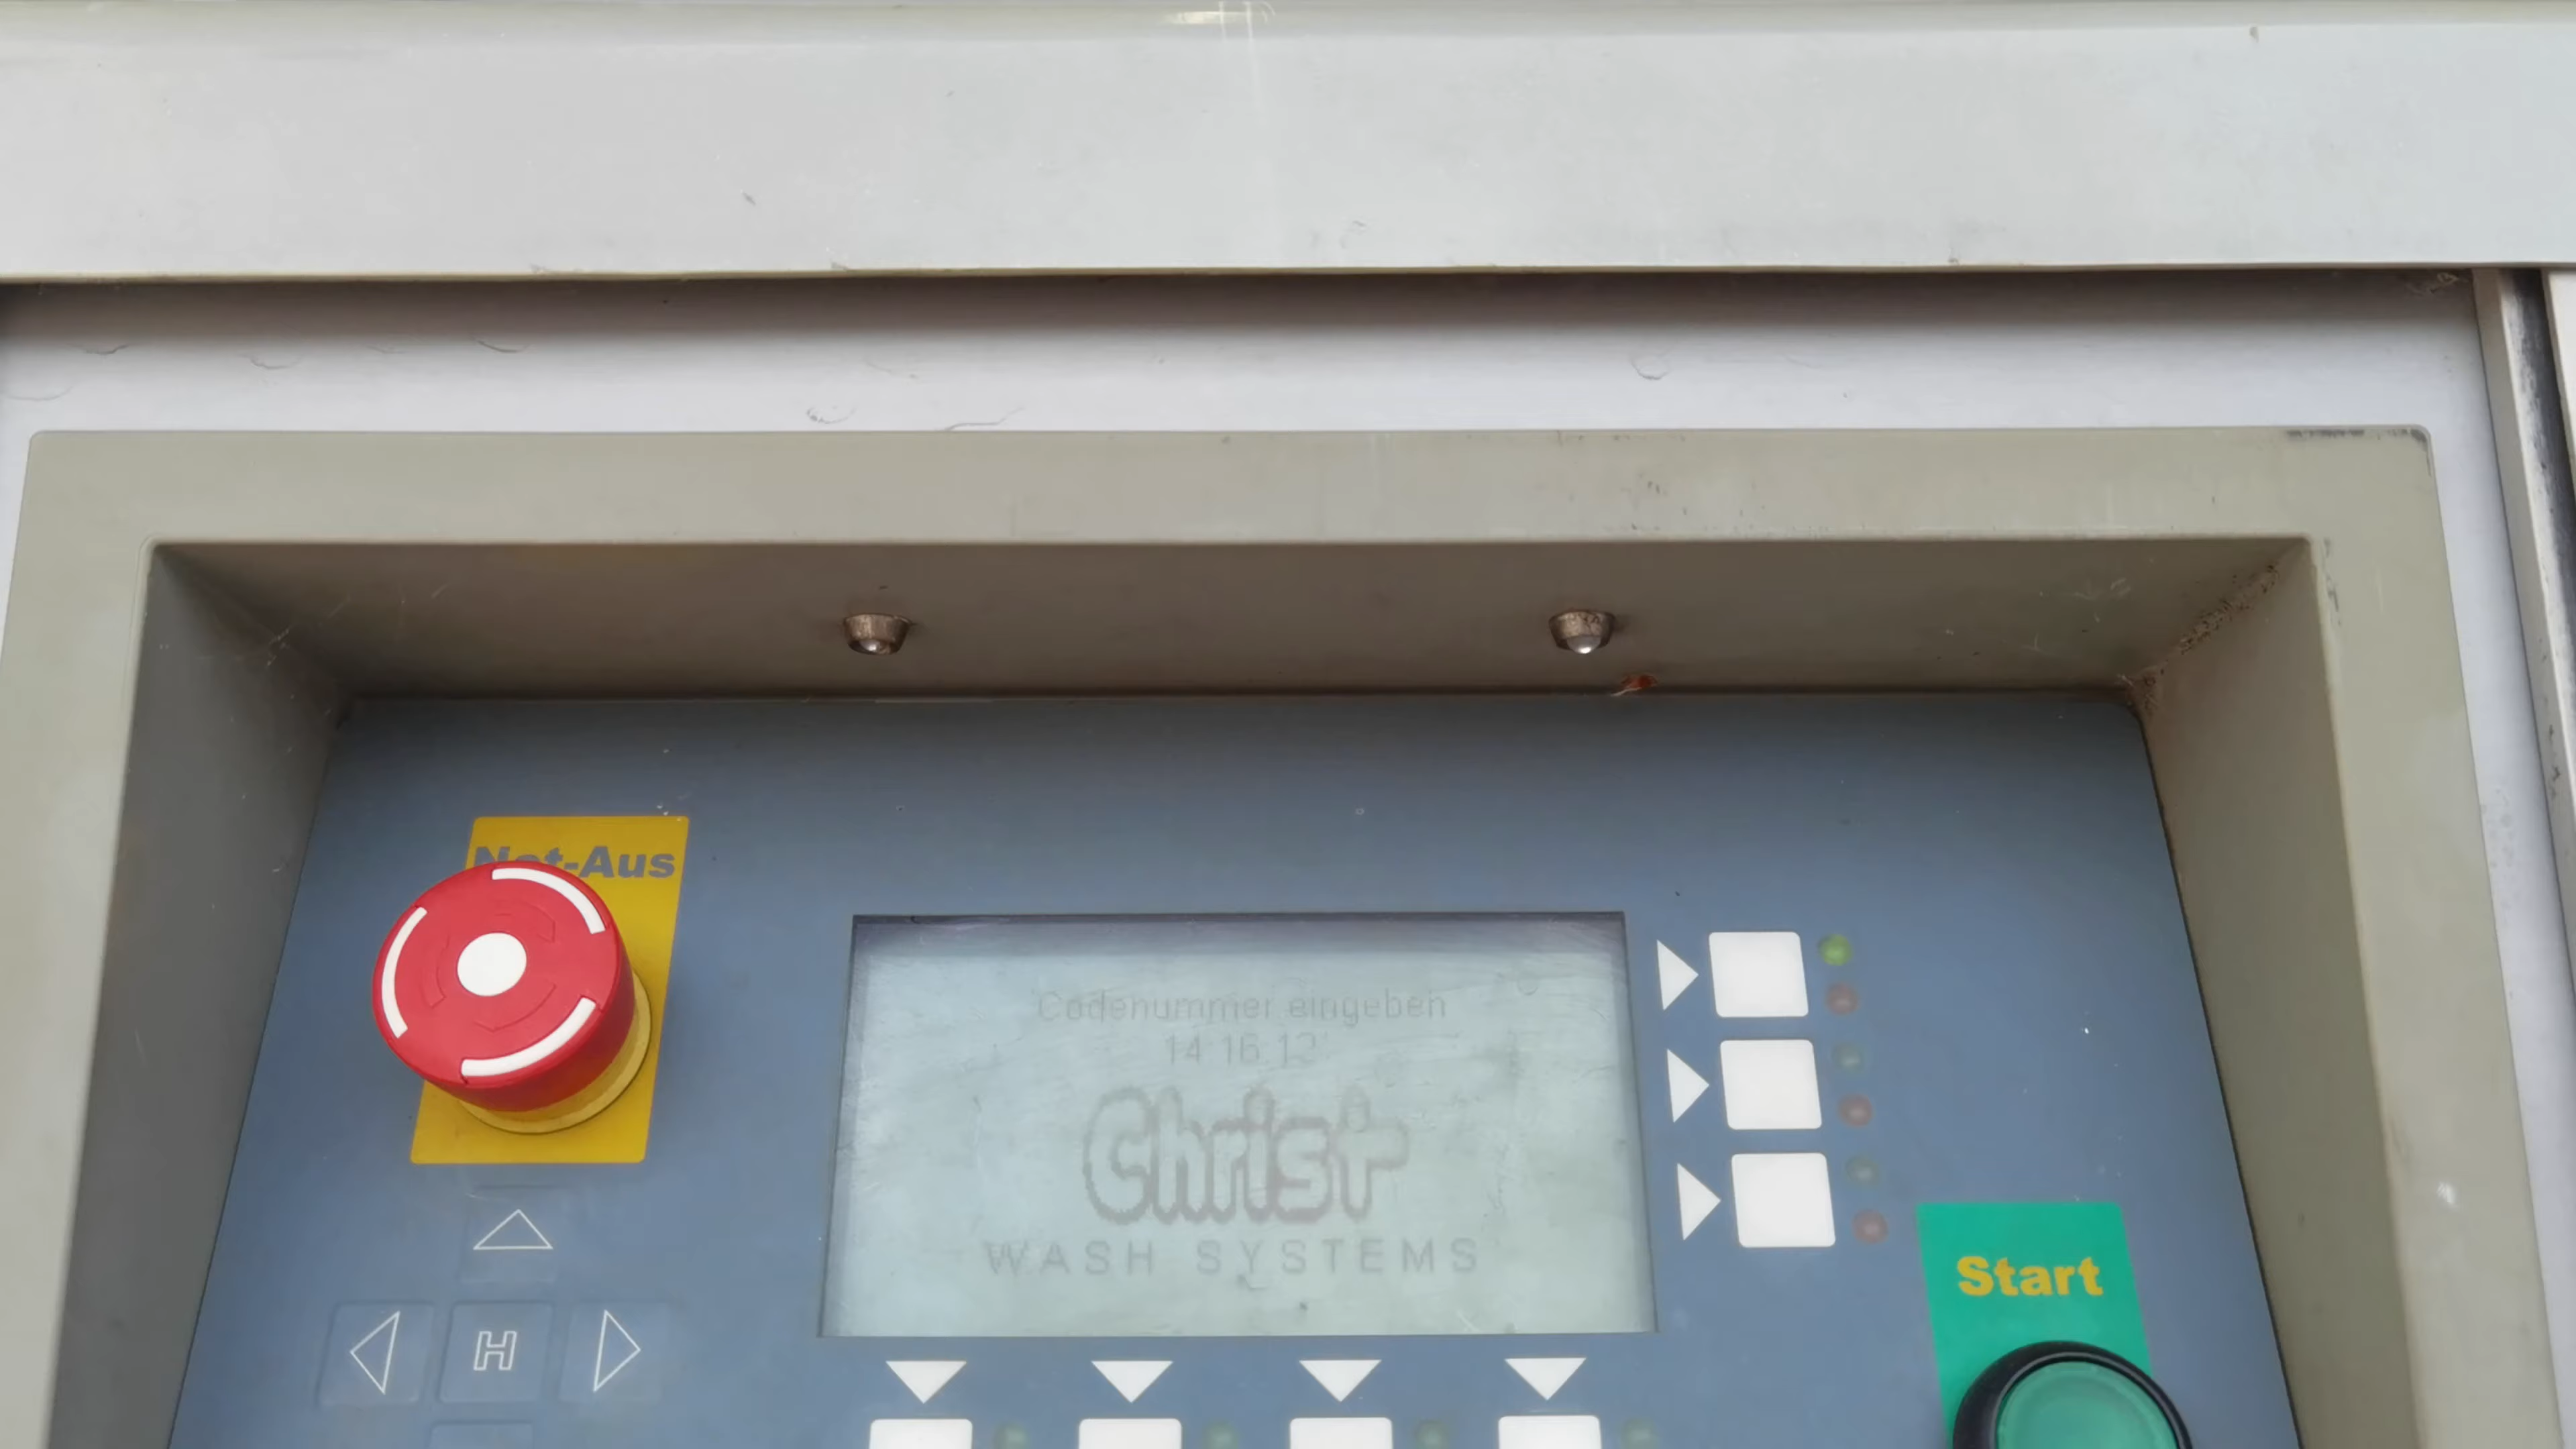 Not-Aus
Codenummer eingeben
Christ
WASH SYSTEMS
H
Start